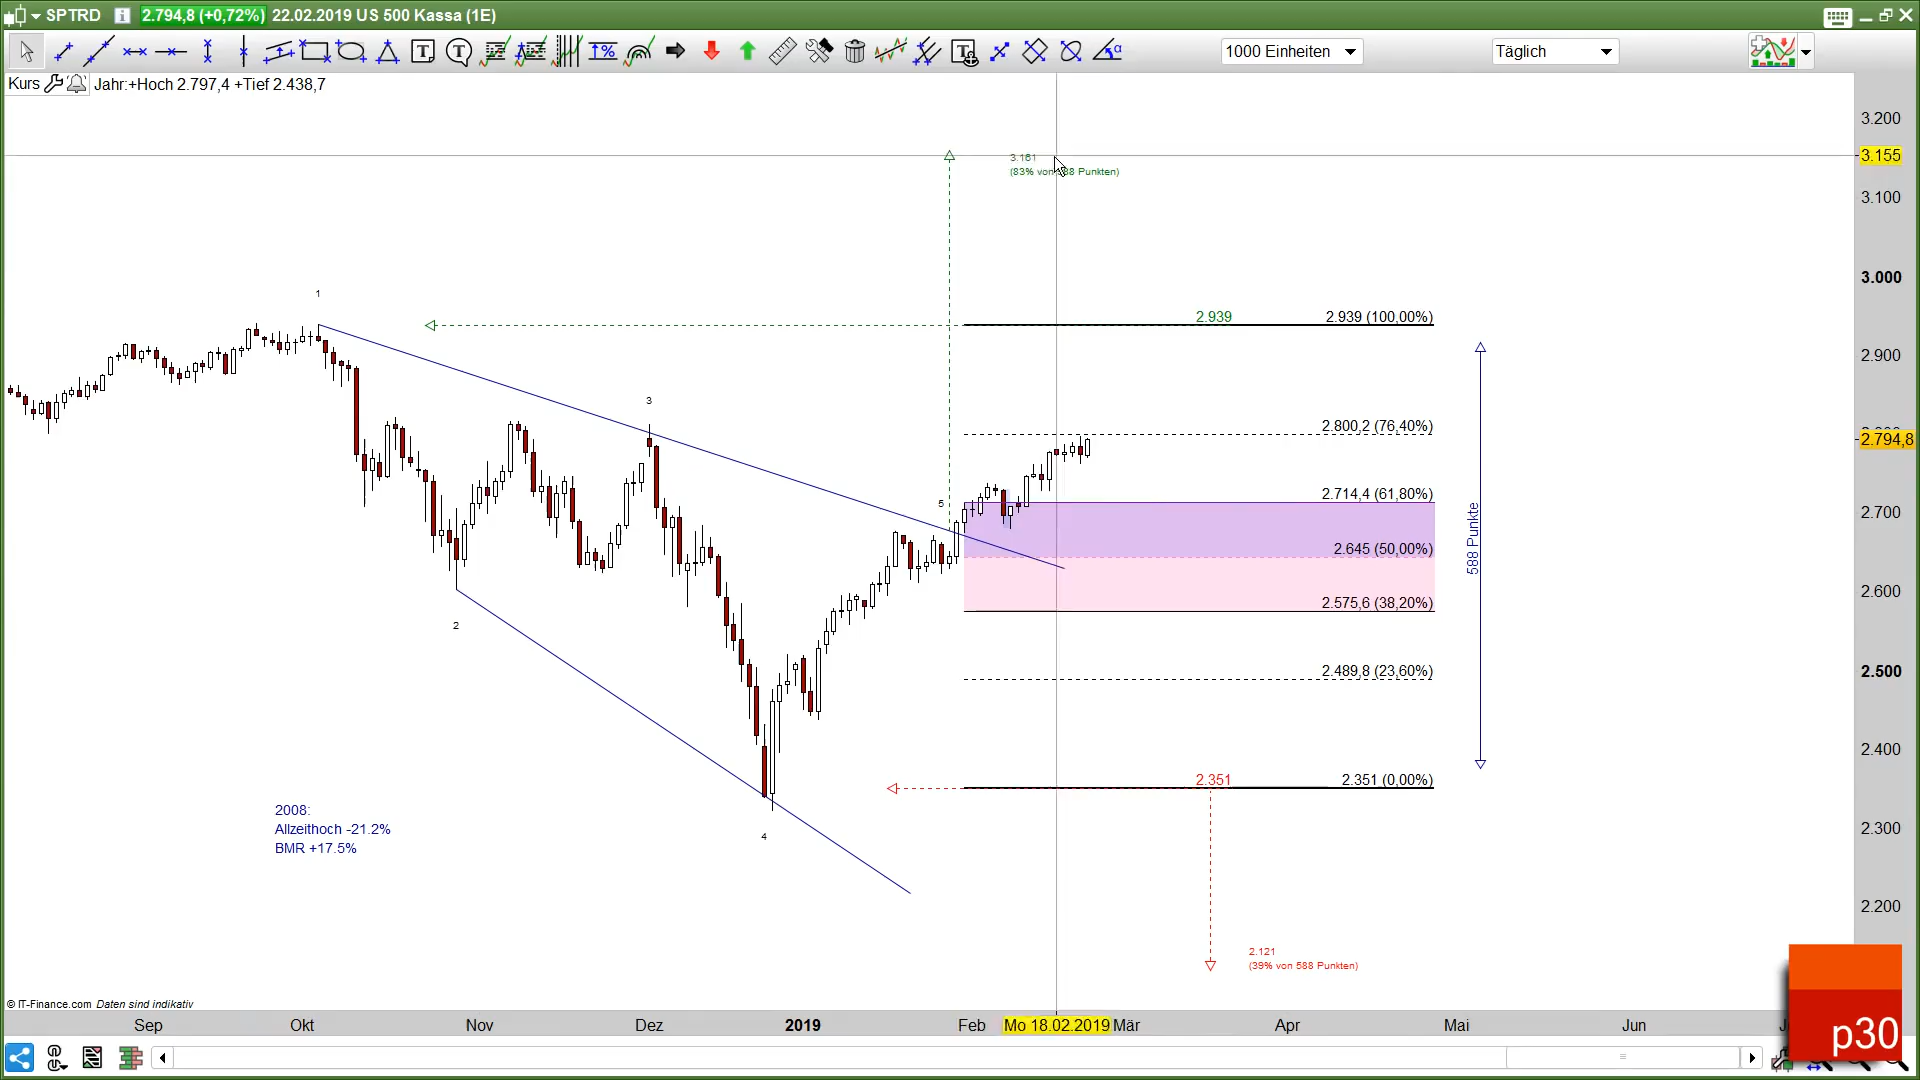 SPTRD
2.794,8 (+0,72%)
22.02.2019 US 500 Kassa (1E)
1000 Einheiten
Täglich
Kurs
Jahr:+Hoch 2.797,4 +Tief 2.438,7
3.200
3.161
3.155
3.100
3.000
1
2.939
2.939 (100,00%)
2.900
3
2.800,2 (76,40%)
2.794,8
2.714,4 (61,80%)
5
2.700
588 Punkte
2.645 (50,00%)
2.600
2.575,6 (38,20%)
2
2.489,8 (23,60%)
2.500
2.400
2.351
2.351 (0,00%)
2008:
Allzeithoch -21.2%
BMR +17.5%
4
2.300
2.200
2.121
(39% von 588 Punkten)
© IT-Finance.com Daten sind indikativ
Sep
Okt
Nov
Dez
2019
Feb
Mo 18.02.2019
Mär
Apr
Mai
Jun
p30